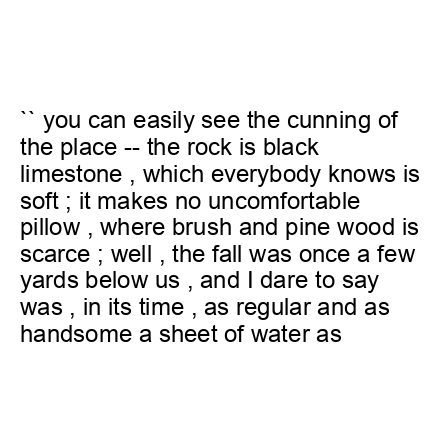 `` you can easily see the cunning of
the place -- the rock is black
limestone , which everybody knows is
soft ; it makes no uncomfortable
pillow , where brush and pine wood is
scarce ; well , the fall was once a few
yards below us , and I dare to say
was , in its time , as regular and as
handsome a sheet of water as